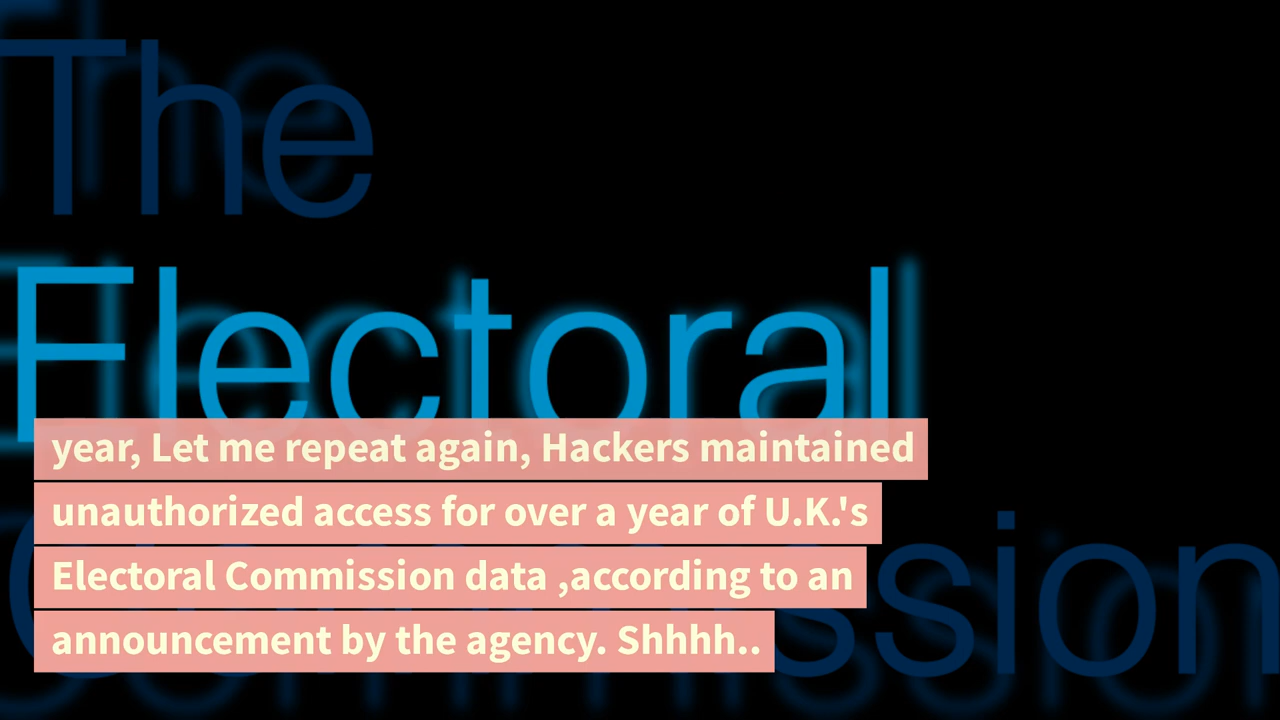 The
Electoral
Commission
year, Let me repeat again, Hackers maintained
unauthorized access for over a year of U.K.'s
Electoral Commission data ,according to an
announcement by the agency. Shhhh..